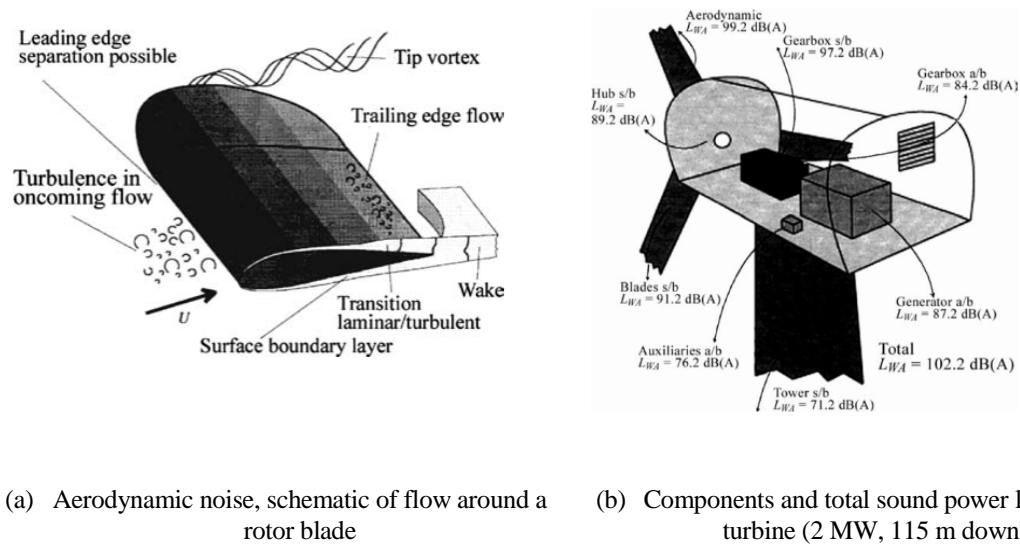 Leading edge
separation possible
Tip vortex
Trailing edge flow
Turbulence in
oncoming flow
U
Wake
Transition
laminar/turbulent
Surface boundary layer
Aerodynamic
L_WA = 99.2 dB(A)
Gearbox s/b
L_WA = 97.2 dB(A)
Gearbox a/b
L_WA = 84.2 dB(A)
Hub s/b
L_WA =
89.2 dB(A)
Blades s/b
L_WA = 91.2 dB(A)
Generator a/b
L_WA = 87.2 dB(A)
Auxiliaries a/b
L_WA = 76.2 dB(A)
Total
L_WA = 102.2 dB(A)
Tower s/b
L_WA = 71.2 dB(A)
(a) Aerodynamic noise, schematic of flow around a
rotor blade
(b) Components and total sound power l
turbine (2 MW, 115 m down